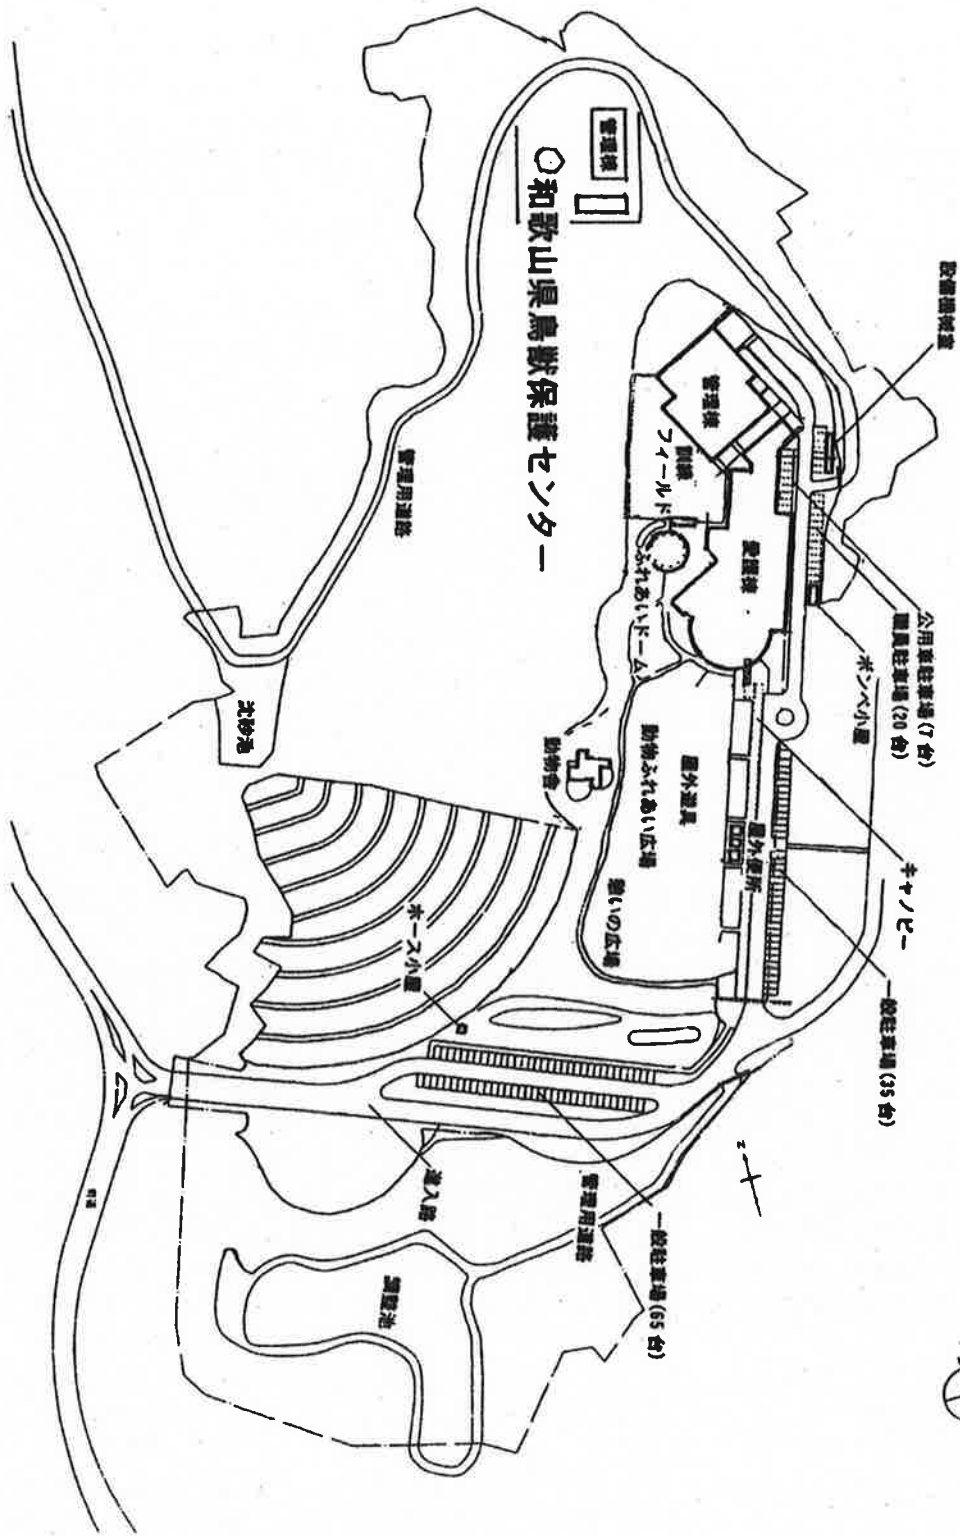 設備機械室
公用車駐車場(7台)
職員駐車場(20台)
ボンベ小屋
キャノピー
一般駐車場(35台)
管理棟
愛護棟
訓練
フィールド
ふれあいドーム
屋外遊具
動物ふれあい広場
屋外便所
憩いの広場
動物舎
管理棟
和歌山県鳥獣保護センター
管理用道路
沈砂池
ホース小屋
進入路
管理用道路
一般駐車場(65台)
調整池
県道
z